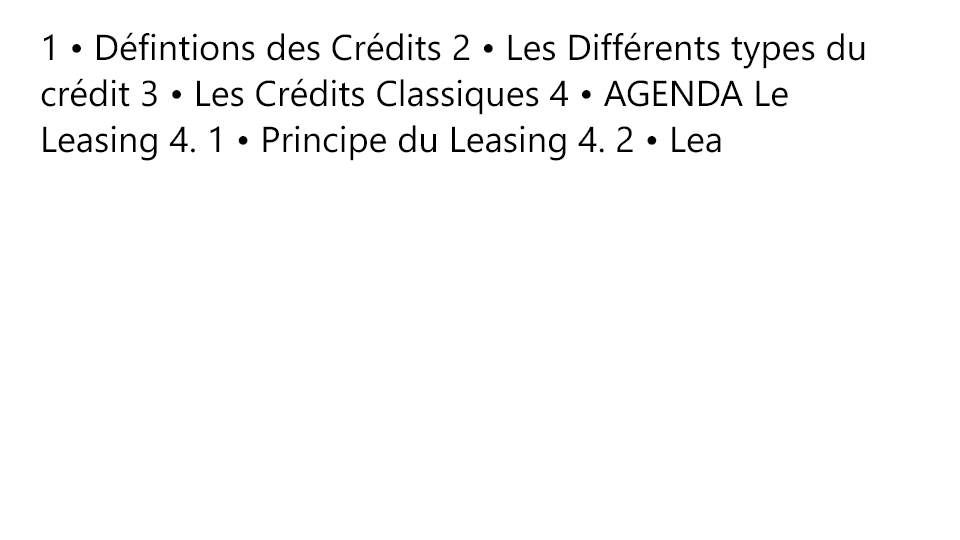 1 • Défintions des Crédits 2 • Les Différents types du
crédit 3 • Les Crédits Classiques 4 • AGENDA Le
Leasing 4. 1 • Principe du Leasing 4. 2 • Lea